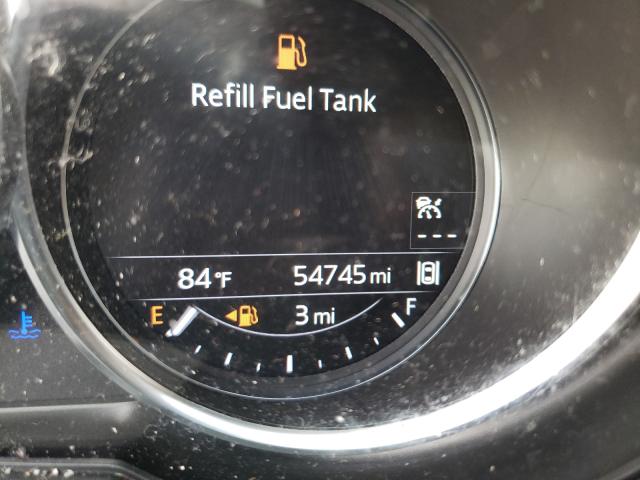 Refill Fuel Tank
---
84°F 54745 mi
E 3 mi F